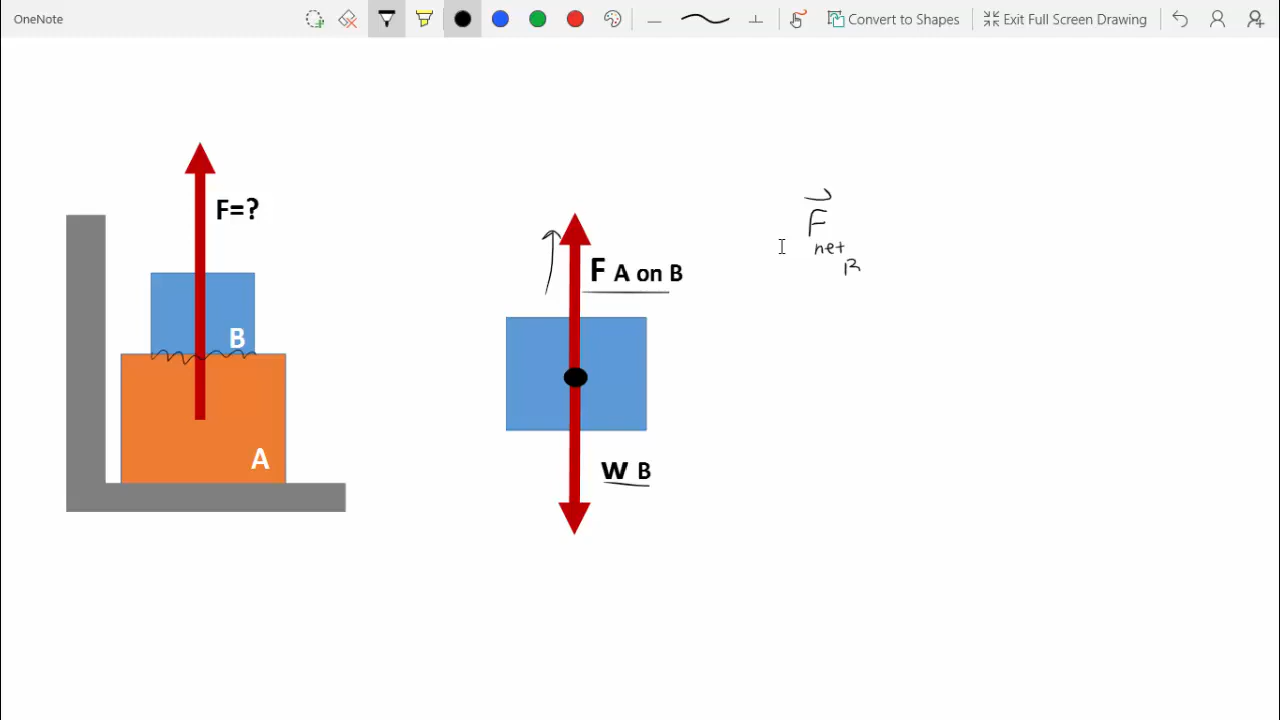 OneNote
Convert to Shapes
Exit Full Screen Drawing
F=?
B
A
F A on B
W B
F
net
B